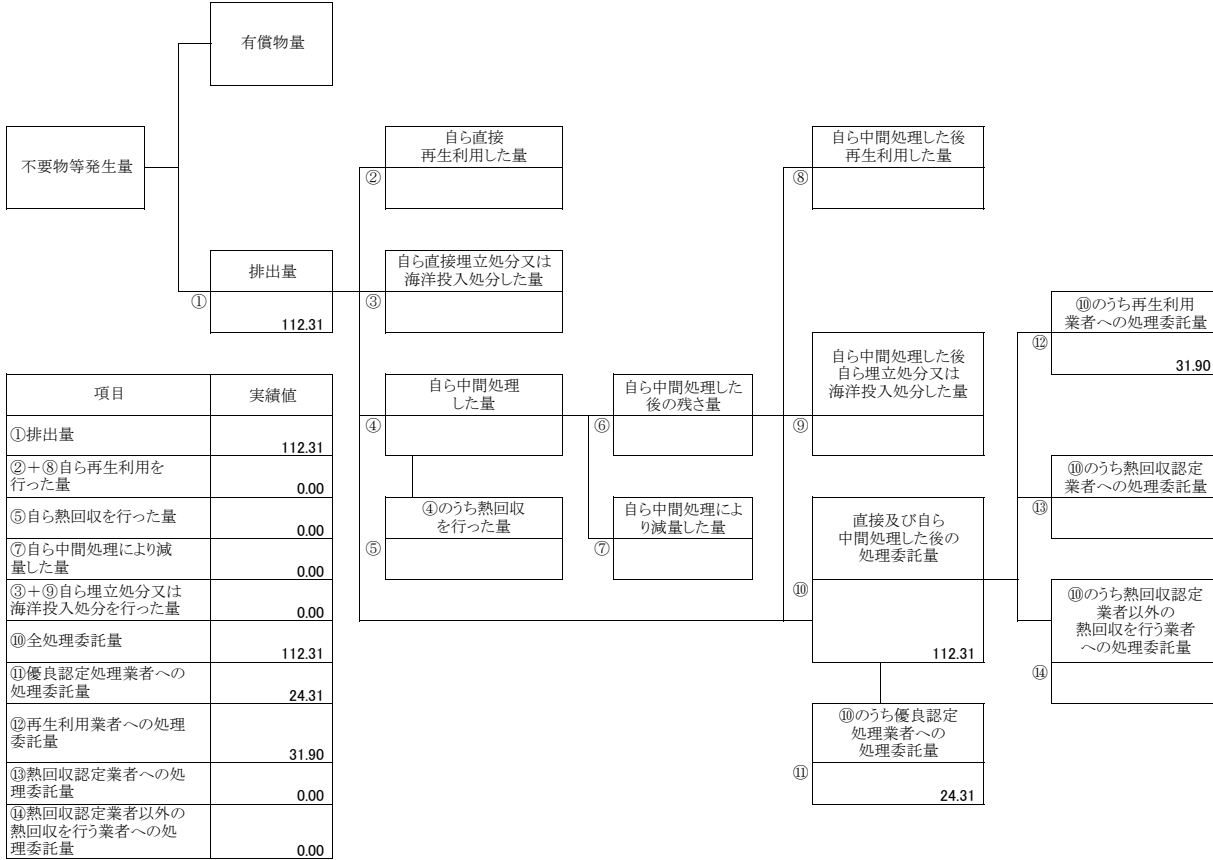 有償物量
不要物等発生量
自ら直接
再生利用した量
②
自ら中間処理した後
再生利用した量
⑧
排出量
①
112.31
自ら直接埋立処分又は
海洋投入処分した量
③
⑩のうち再生利用
業者への処理委託量
⑫
31.90
自ら中間処理
した量
④
自ら中間処理した
後の残さ量
⑥
自ら中間処理した後
自ら埋立処分又は
海洋投入処分した量
⑨
⑩のうち熱回収認定
業者への処理委託量
⑬
④のうち熱回収
を行った量
⑤
自ら中間処理によ
り減量した量
⑦
直接及び自ら
中間処理した後の
処理委託量
⑩
112.31
⑩のうち熱回収認定
業者以外の
熱回収を行う業者
への処理委託量
⑭
⑩のうち優良認定
処理業者への
処理委託量
⑪
24.31
項目 実績値
①排出量
112.31
②+⑧自ら再生利用を
行った量
0.00
⑤自ら熱回収を行った量
0.00
⑦自ら中間処理により減
量した量
0.00
③+⑨自ら埋立処分又は
海洋投入処分を行った量
0.00
⑩全処理委託量
112.31
⑪優良認定処理業者への
処理委託量
24.31
⑫再生利用業者への処理
委託量
31.90
⑬熱回収認定業者への処
理委託量
0.00
⑭熱回収認定業者以外の
熱回収を行う業者への処
理委託量
0.00